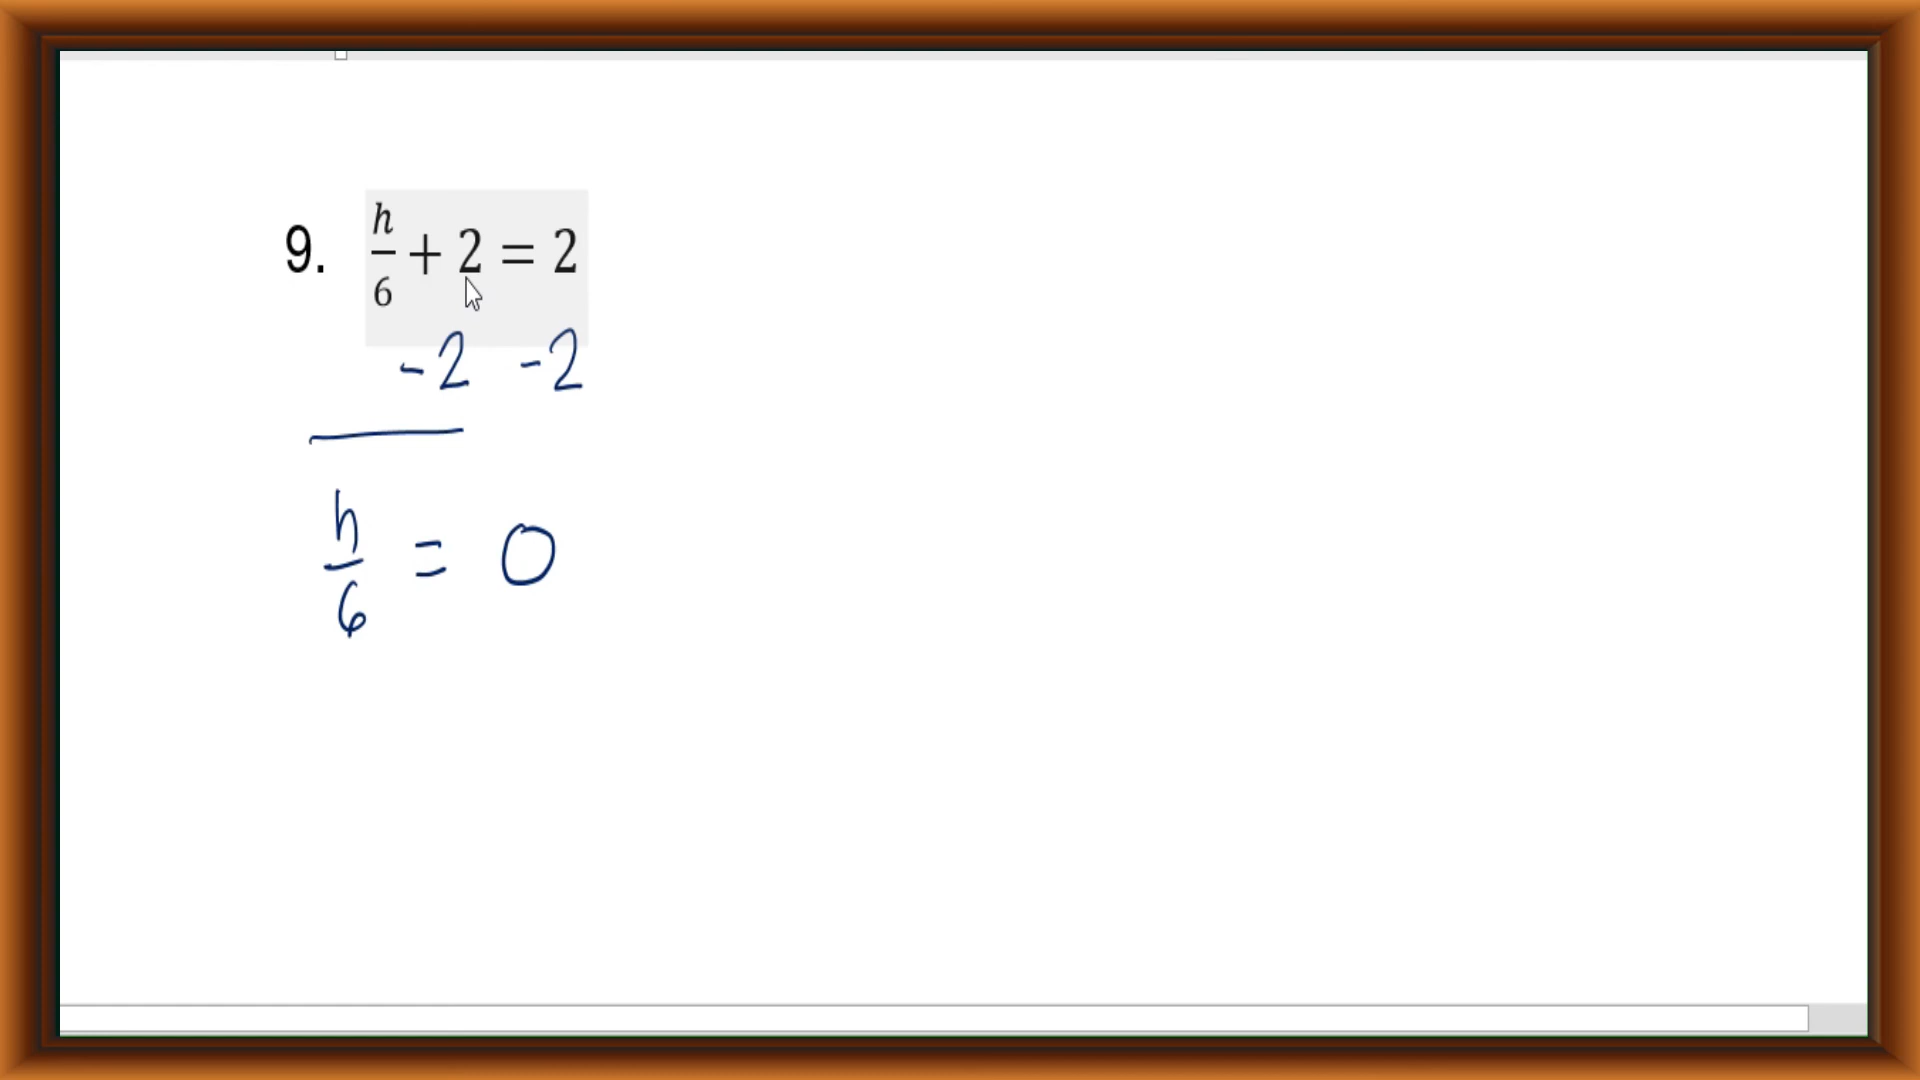 9. h/6 + 2 = 2
-2 -2
h/6 = 0